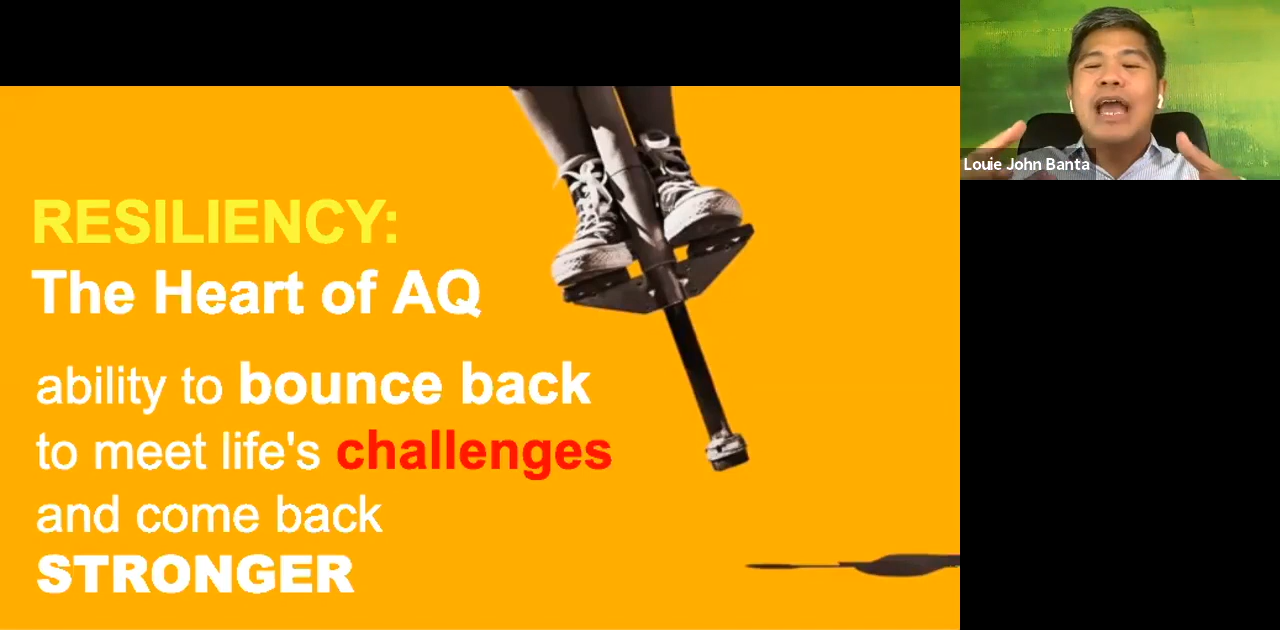 RESILIENCY:
The Heart of AQ
ability to bounce back
to meet life's challenges
and come back
STRONGER
Louie John Banta